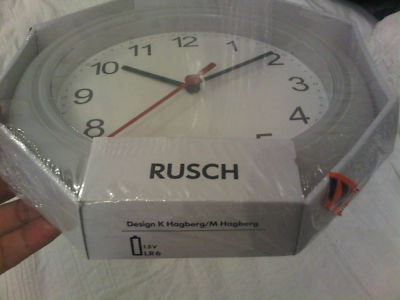 12
11 1
10 2
9 3
8 4
RUSCH
Design K Hagberg/M Hagberg
1.5V
LR6